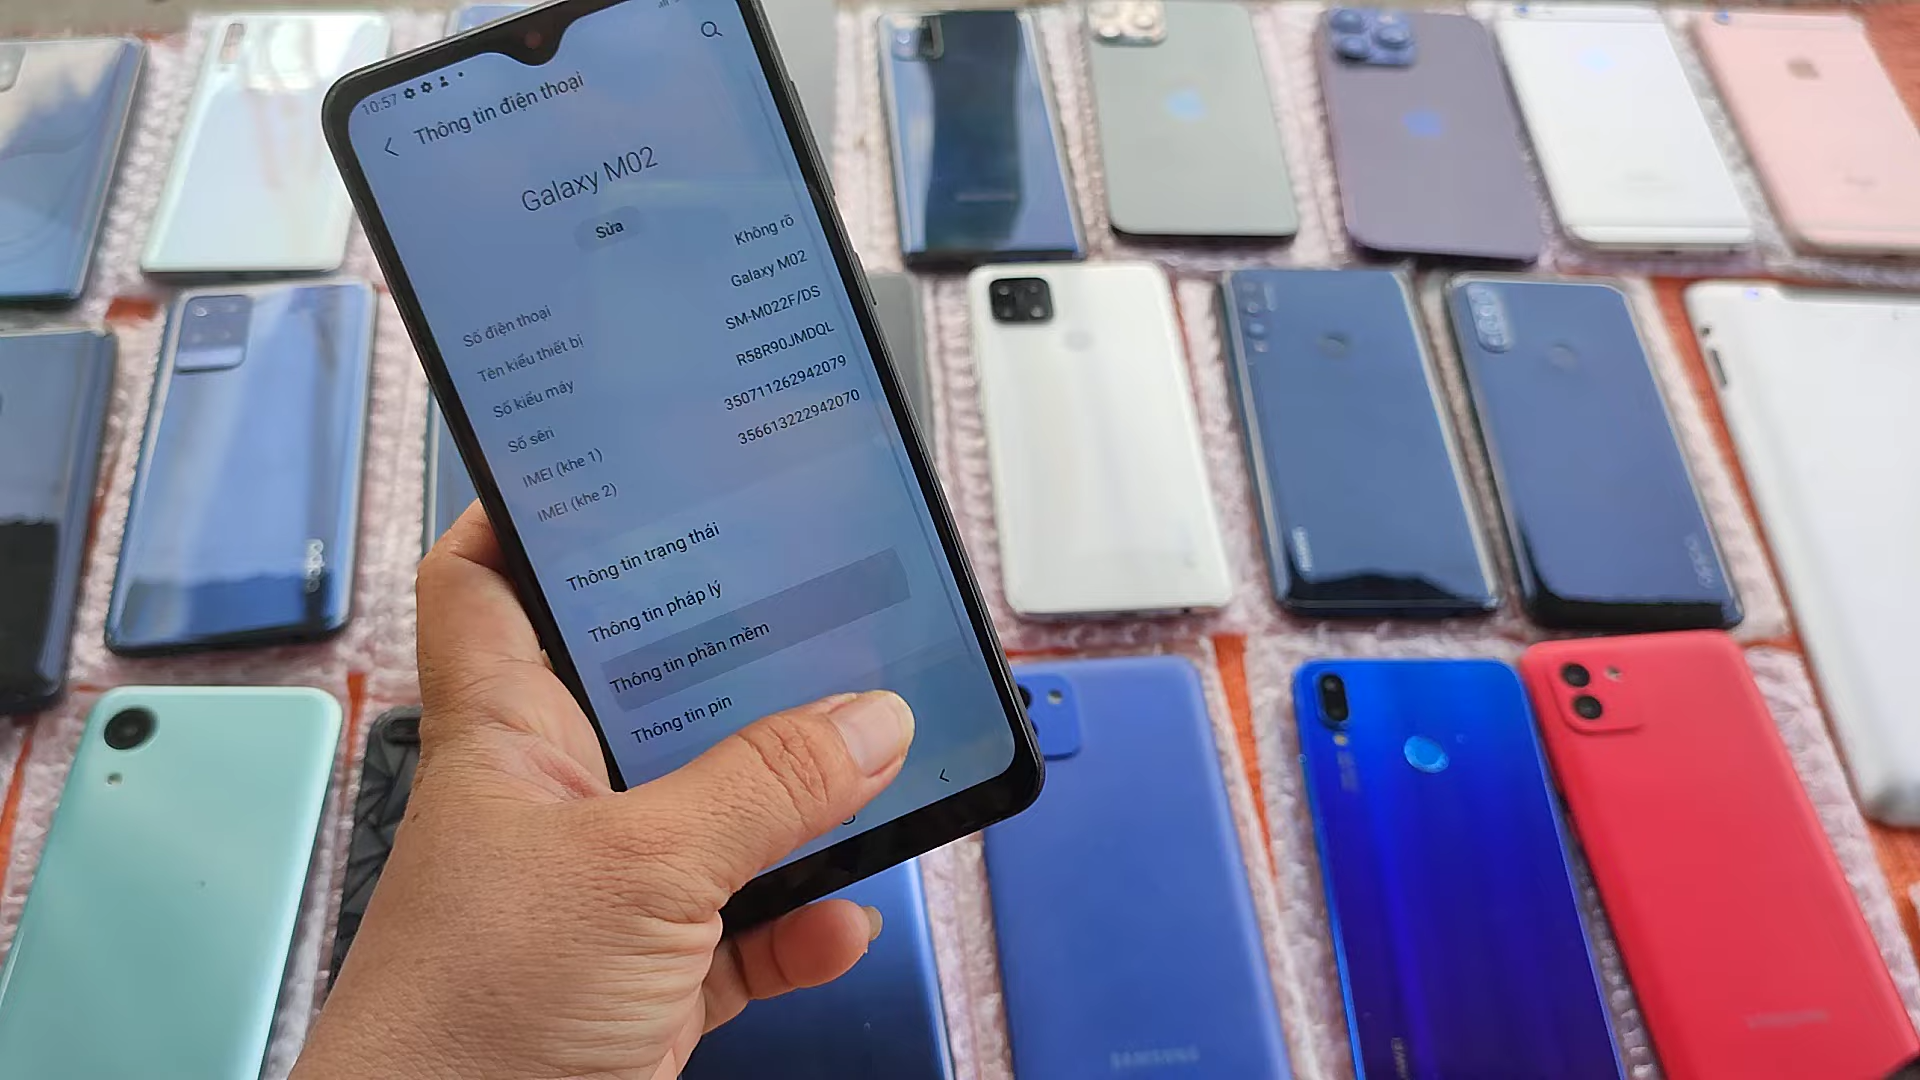 10:57
Thông tin điện thoại
Galaxy M02
Sửa
Số điện thoại Không rõ
Tên kiểu thiết bị Galaxy M02
Số kiểu máy SM-M022F/DS
Số sêri R58R90JMDQL
IMEI (khe 1) 350711262942079
IMEI (khe 2) 356613222942070
Thông tin trạng thái
Thông tin pháp lý
Thông tin phần mềm
Thông tin pin
oppo
SAMSUNG